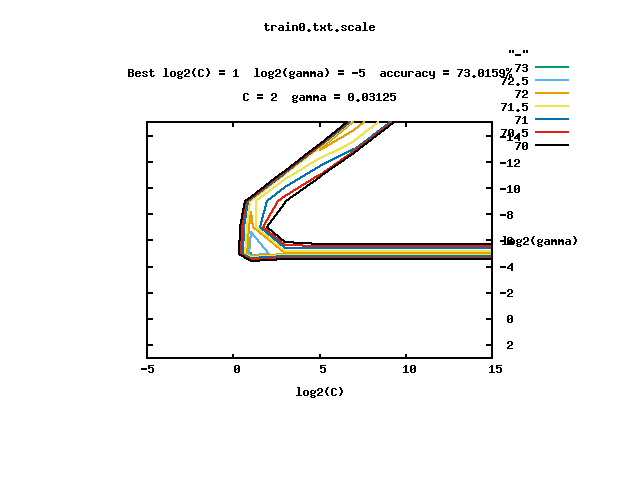 train0.txt.scale
"-"
Best log2(C) = 1  log2(gamma) = -5  accuracy = 73.0159%
73
72.5
C = 2  gamma = 0.03125
72
71.5
71
70.5
70
-14
-12
-10
-8
-6
log2(gamma)
-4
-2
0
2
-5 0 5 10 15
log2(C)